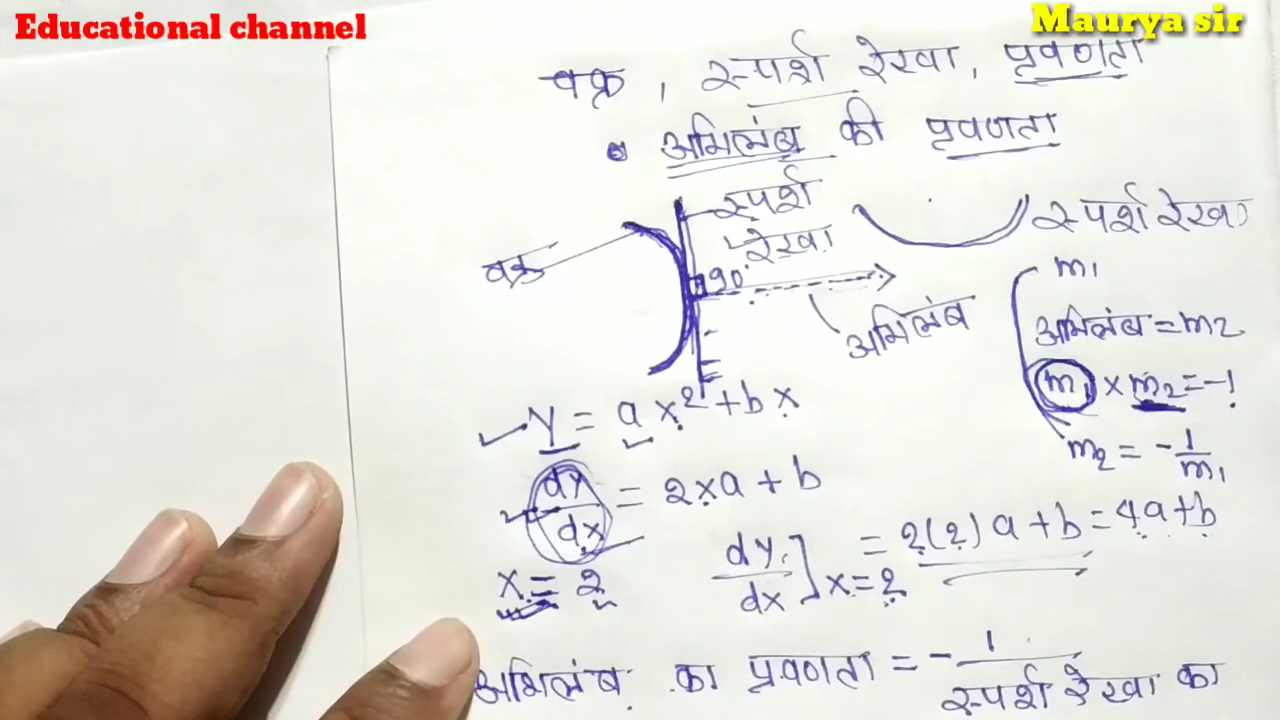 Educational channel
Maurya sir
वक्र, स्पर्श रेखा, प्रवणता
• अभिलंब की प्रवणता
स्पर्श
रेखा
वक्र
90°
अभिलंब
स्पर्श रेखा
m₁
अभिलंब = m₂
m₁ × m₂ = -1
m₂ = -1/m₁
y = ax² + bx
dy/dx = 2xa + b
x = 2
dy/dx]x=2 = 2(2)a + b = 4a + b
अभिलंब का प्रवणता = - 1/स्पर्श रेखा का